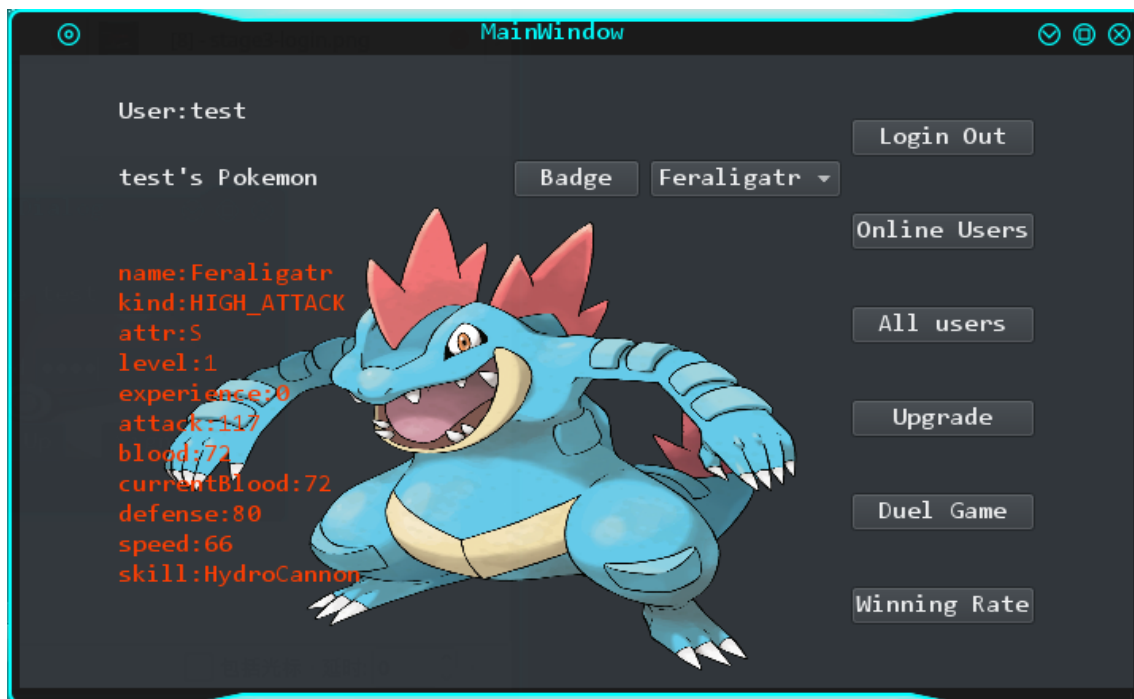 MainWindow
User:test
Login Out
test's Pokemon
Badge
Feraligatr
Online Users
name:Feraligatr
kind:HIGH_ATTACK
attr:S
level:1
experience:0
attack:117
blood:72
currentBlood:72
defense:80
speed:66
skill:HydroCannon
All users
Upgrade
Duel Game
Winning Rate